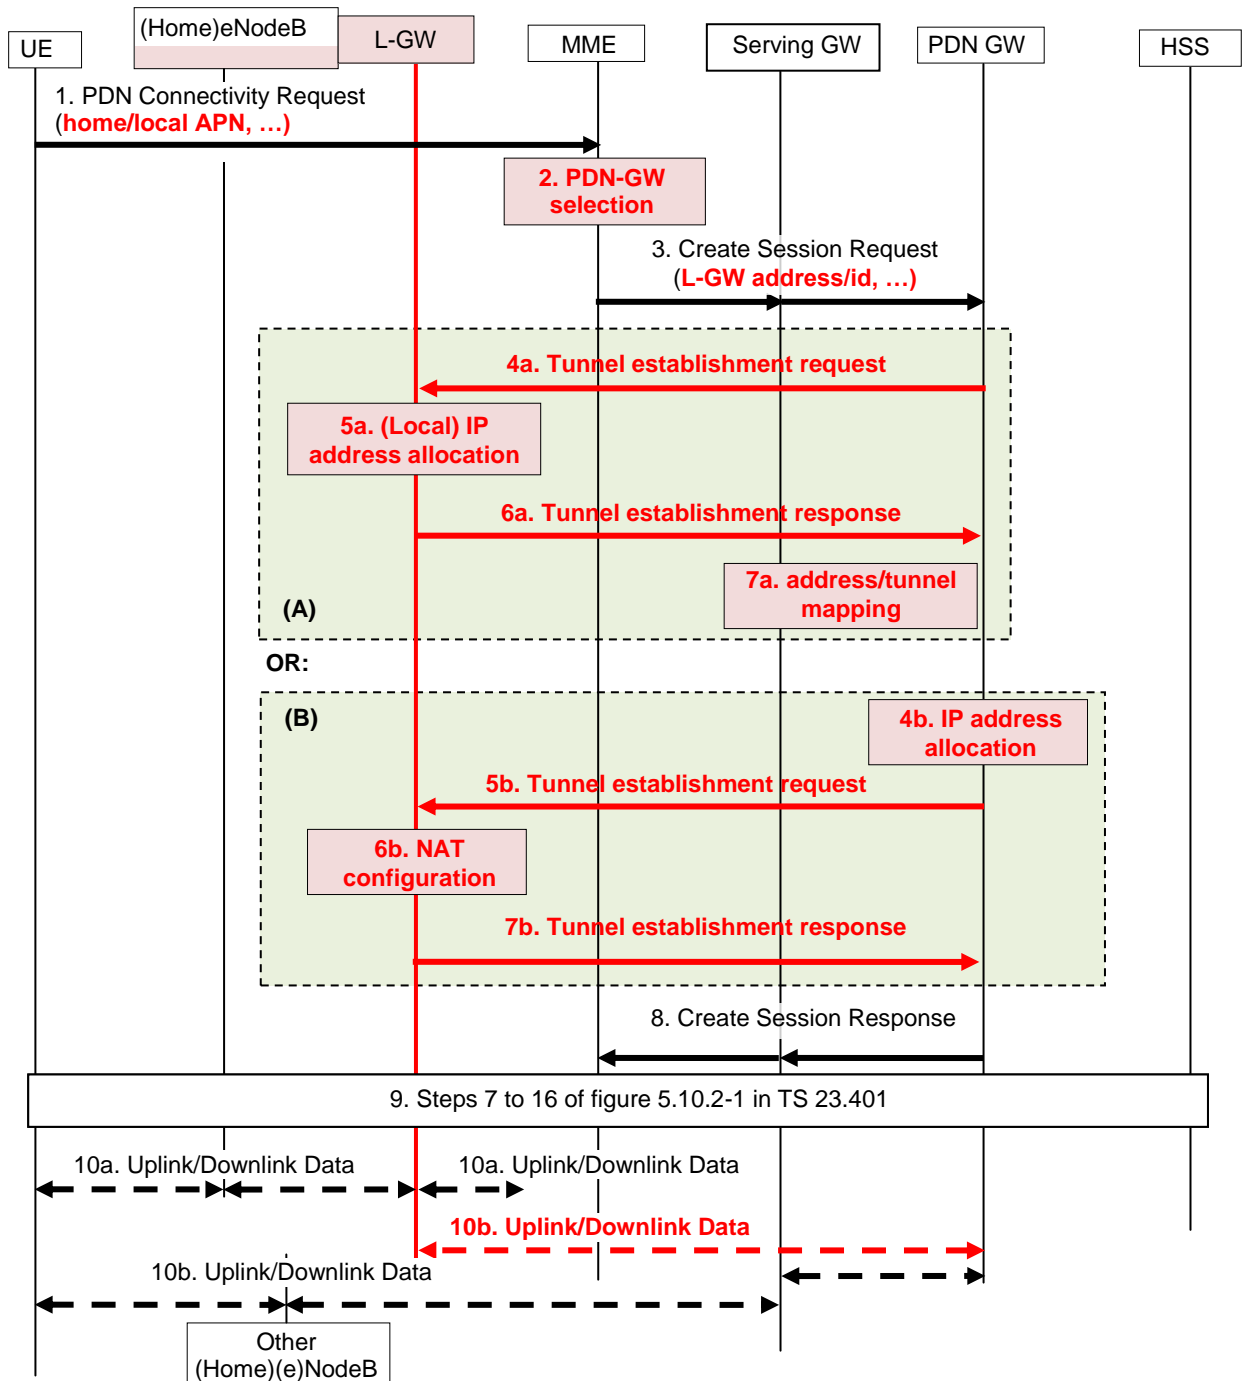 UE
(Home)eNodeB
L-GW
MME
Serving GW
PDN GW
HSS
1. PDN Connectivity Request
(home/local APN, …)
2. PDN-GW
selection
3. Create Session Request
(L-GW address/id, …)
4a. Tunnel establishment request
5a. (Local) IP
address allocation
6a. Tunnel establishment response
7a. address/tunnel
mapping
(A)
OR:
(B)
4b. IP address
allocation
5b. Tunnel establishment request
6b. NAT
configuration
7b. Tunnel establishment response
8. Create Session Response
9. Steps 7 to 16 of figure 5.10.2-1 in TS 23.401
10a. Uplink/Downlink Data
10a. Uplink/Downlink Data
10b. Uplink/Downlink Data
10b. Uplink/Downlink Data
Other
(Home)(e)NodeB